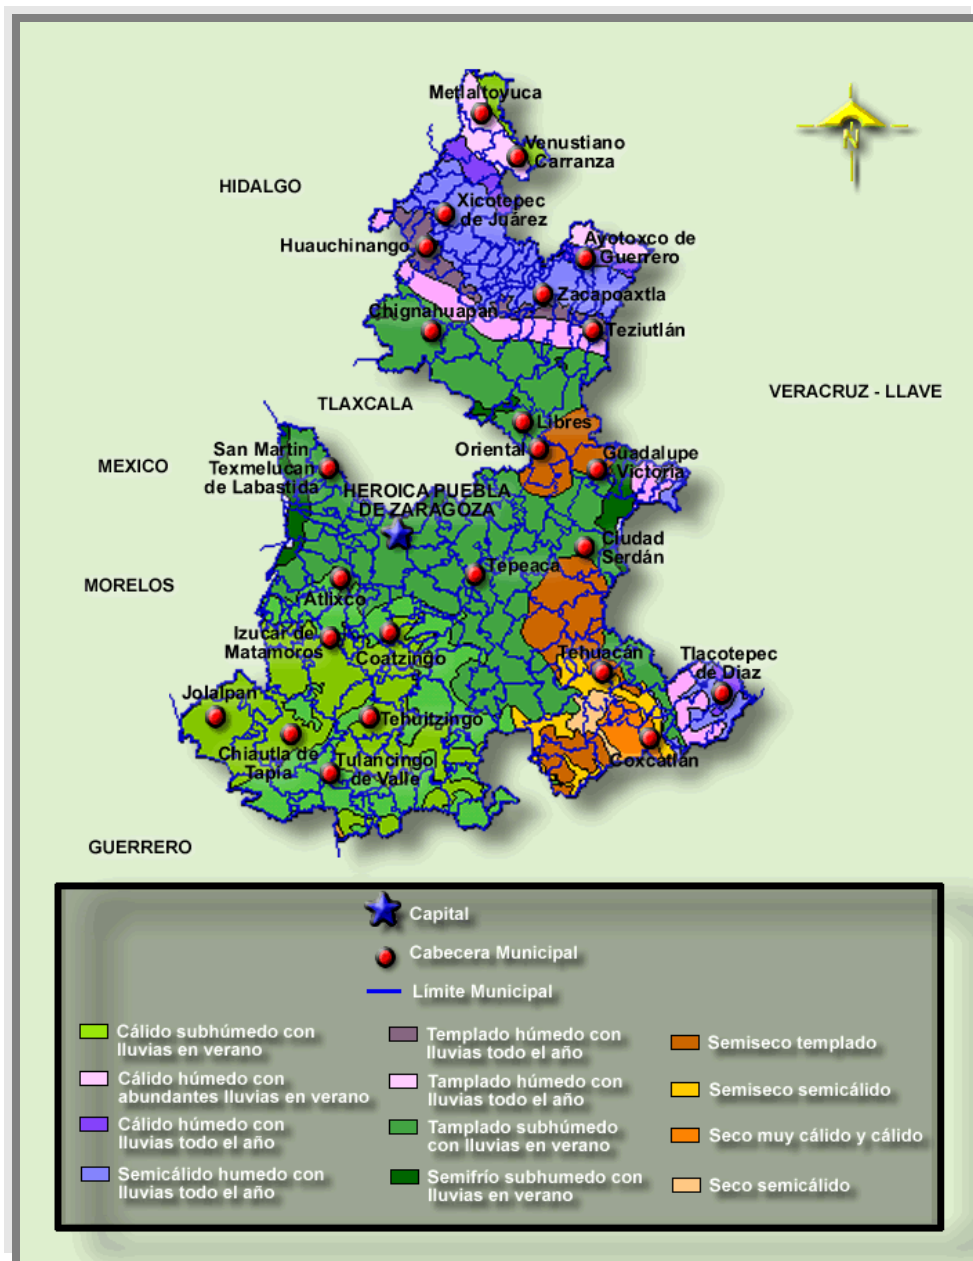 Metlaltoyuca
Venustiano
Carranza
HIDALGO
Xicotepec
de Juárez
Huauchinango
Ayotoxco de
Guerrero
Zacapoaxtla
Chignahuapan
Teziutlán
N
VERACRUZ - LLAVE
TLAXCALA
Libres
Oriental
Guadalupe
Victoria
San Martin
Texmelucan
de Labastida
MEXICO
HEROICA PUEBLA
DE ZARAGOZA
Ciudad
Serdán
Tepeaca
MORELOS
Atlixco
Izucar de
Matamoros
Coatzingo
Tehuacán
Tlacotepec
de Diaz
Jolalpan
Tehuitzingo
Chiautla de
Tapia
Tulancingo
de Valle
Coxcatlán
GUERRERO
Capital
Cabecera Municipal
Límite Municipal
Cálido subhúmedo con
lluvias en verano
Cálido húmedo con
abundantes lluvias en verano
Cálido húmedo con
lluvias todo el año
Semicálido humedo con
lluvias todo el año
Templado húmedo con
lluvias todo el año
Tamplado húmedo con
lluvias todo el año
Tamplado subhúmedo
con lluvias en verano
Semifrío subhumedo con
lluvias en verano
Semiseco templado
Semiseco semicálido
Seco muy cálido y cálido
Seco semicálido